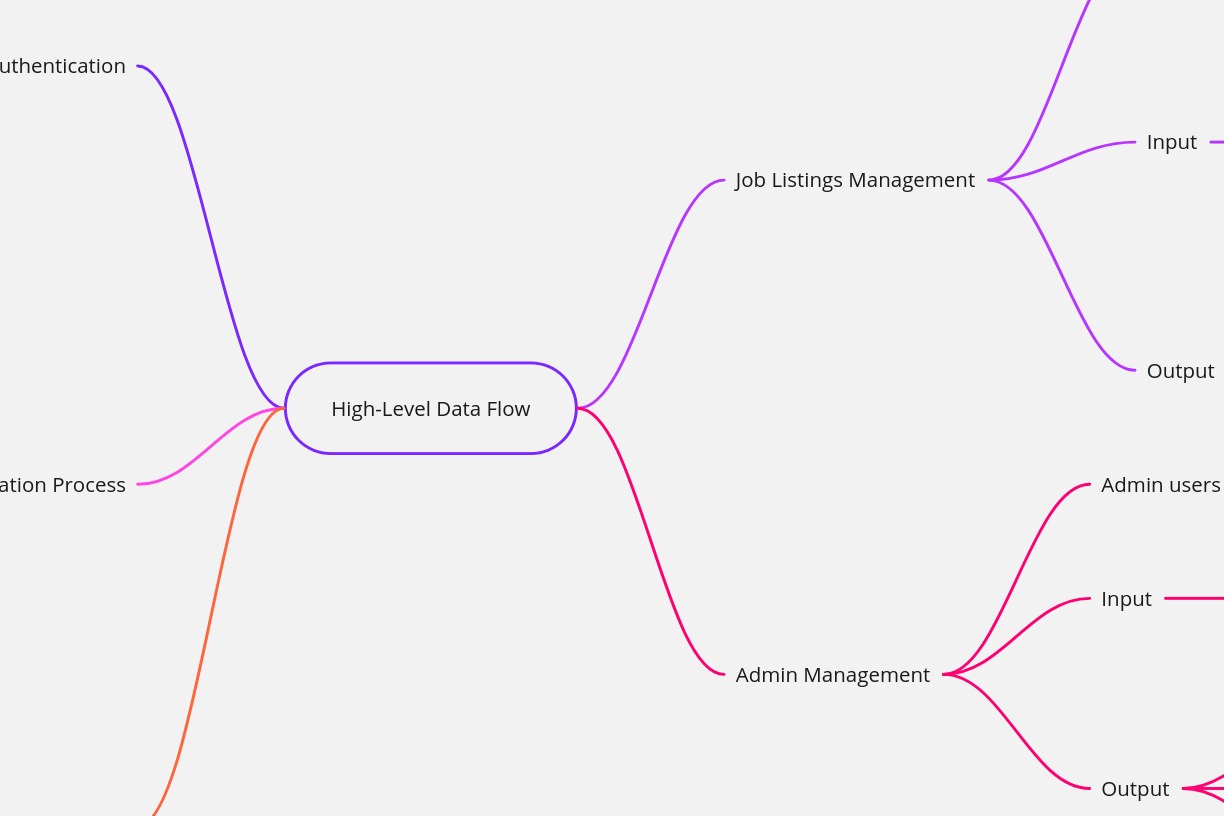 uthentication
Input
Job Listings Management
Output
High-Level Data Flow
ation Process
Admin users
Input
Admin Management
Output